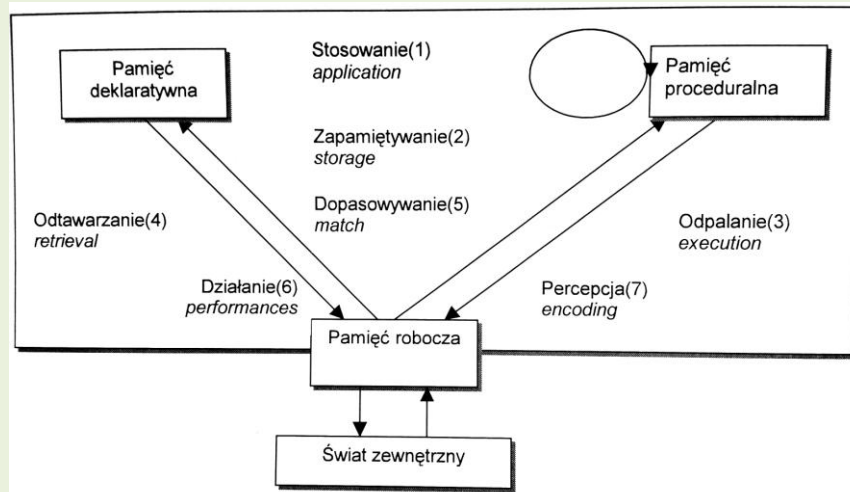 Stosowanie(1)
application
Pamięć
deklaratywna
Pamięć
proceduralna
Zapamiętywanie(2)
storage
Dopasowywanie(5)
match
Odtawarzanie(4)
retrieval
Odpalanie(3)
execution
Działanie(6)
performances
Percepcja(7)
encoding
Pamięć robocza
Świat zewnętrzny